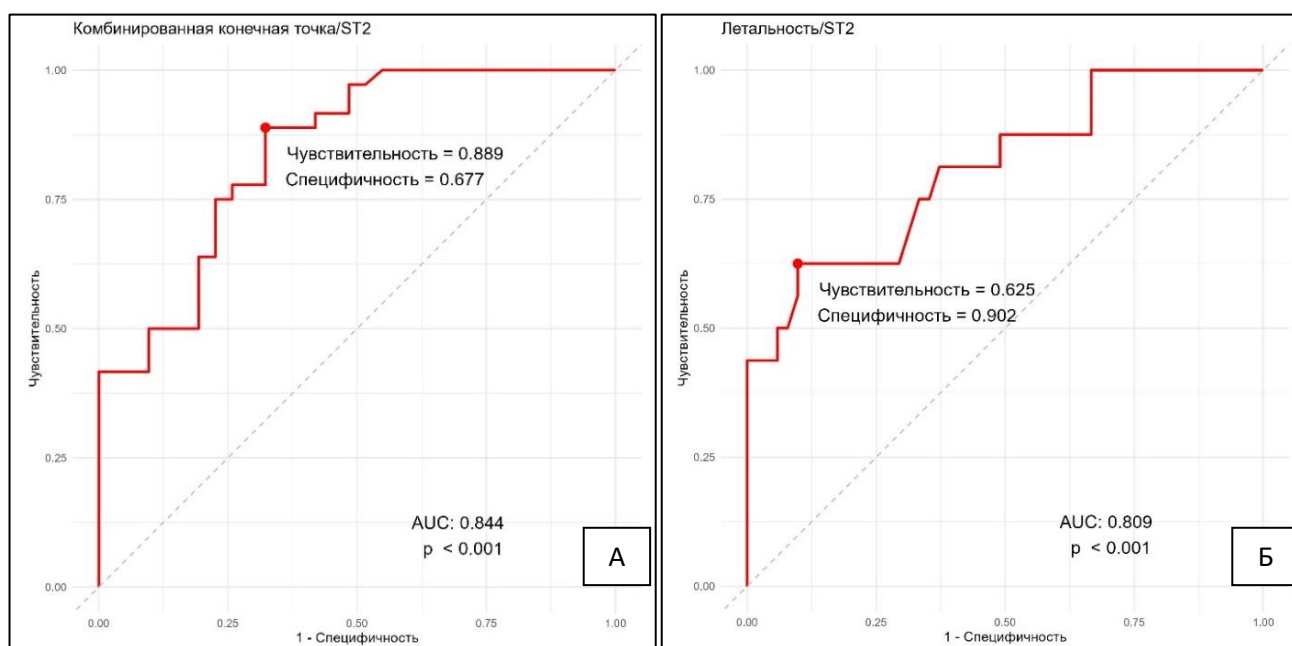 Комбинированная конечная точка/ST2
1.00
0.75
0.50
0.25
0.00
Чувствительность
Чувствительность = 0.889
Специфичность = 0.677
AUC: 0.844
p < 0.001
А
0.00
0.25
0.50
0.75
1.00
1 - Специфичность
Летальность/ST2
1.00
0.75
0.50
0.25
0.00
Чувствительность
Чувствительность = 0.625
Специфичность = 0.902
AUC: 0.809
p < 0.001
Б
0.00
0.25
0.50
0.75
1.00
1 - Специфичность